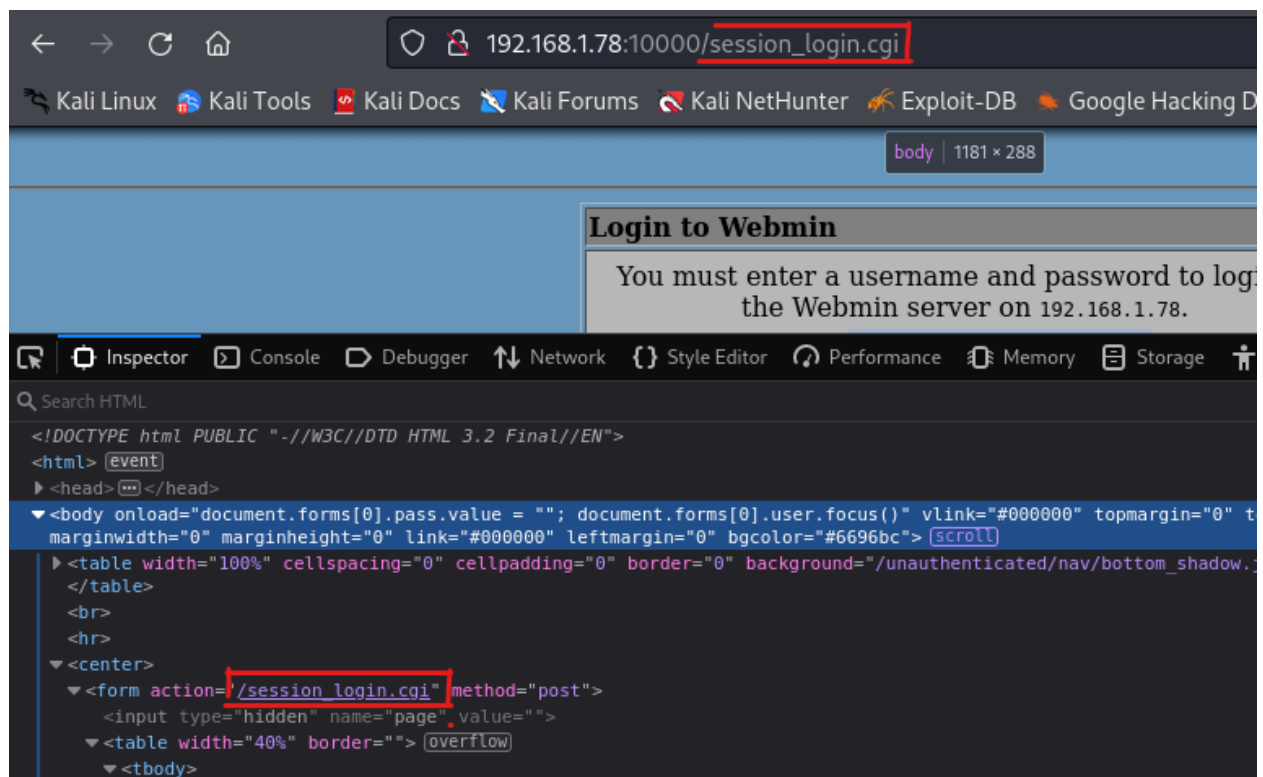 192.168.1.78:10000/session_login.cgi
Kali Linux Kali Tools Kali Docs Kali Forums Kali NetHunter Exploit-DB Google Hacking D
body 1181 × 288
Login to Webmin
You must enter a username and password to logi
the Webmin server on 192.168.1.78.
Inspector Console Debugger Network Style Editor Performance Memory Storage
Search HTML
<!DOCTYPE html PUBLIC "-//W3C//DTD HTML 3.2 Final//EN">
<html> event
<head> </head>
<body onload="document.forms[0].pass.value = ""; document.forms[0].user.focus()" vlink="#000000" topmargin="0" t
marginwidth="0" marginheight="0" link="#000000" leftmargin="0" bgcolor="#6696bc"> scroll
<table width="100%" cellspacing="0" cellpadding="0" border="0" background="/unauthenticated/nav/bottom_shadow.j
</table>
<br>
<hr>
<center>
<form action="/session_login.cgi" method="post">
<input type="hidden" name="page" value="">
<table width="40%" border=""> overflow
<tbody>